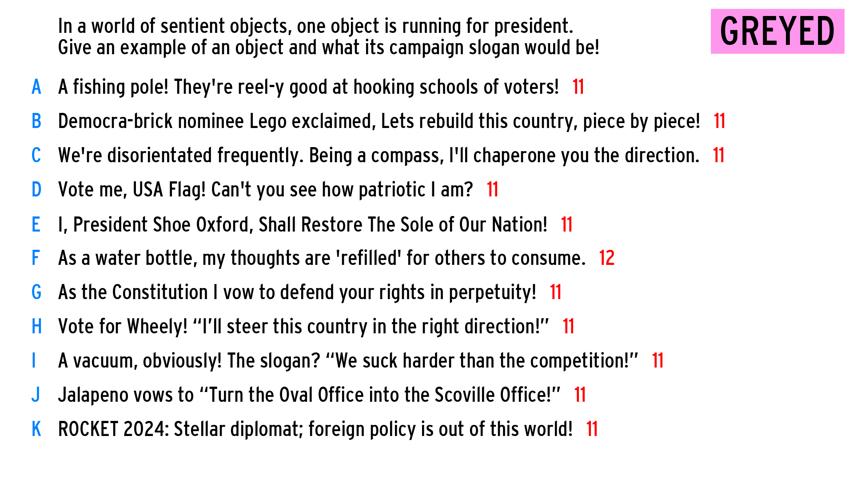 In a world of sentient objects, one object is running for president.
Give an example of an object and what its campaign slogan would be!
GREYED
A A fishing pole! They're reel-y good at hooking schools of voters! 11
B Democra-brick nominee Lego exclaimed, Lets rebuild this country, piece by piece! 11
C We're disorientated frequently. Being a compass, I'll chaperone you the direction. 11
D Vote me, USA Flag! Can't you see how patriotic I am? 11
E I, President Shoe Oxford, Shall Restore The Sole of Our Nation! 11
F As a water bottle, my thoughts are 'refilled' for others to consume. 12
G As the Constitution I vow to defend your rights in perpetuity! 11
H Vote for Wheely! “I’ll steer this country in the right direction!” 11
I A vacuum, obviously! The slogan? “We suck harder than the competition!” 11
J Jalapeno vows to “Turn the Oval Office into the Scoville Office!” 11
K ROCKET 2024: Stellar diplomat; foreign policy is out of this world! 11